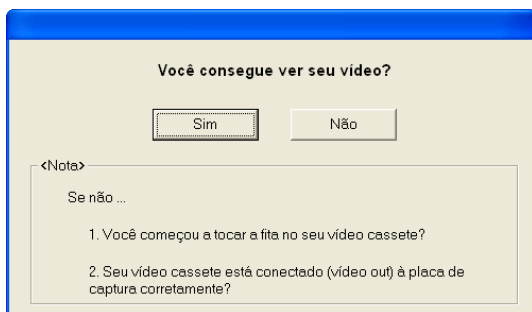 Você consegue ver seu vídeo?
Sim Não
<Nota>
Se não ...
1. Você começou a tocar a fita no seu vídeo cassete?
2. Seu vídeo cassete está conectado (vídeo out) à placa de
captura corretamente?